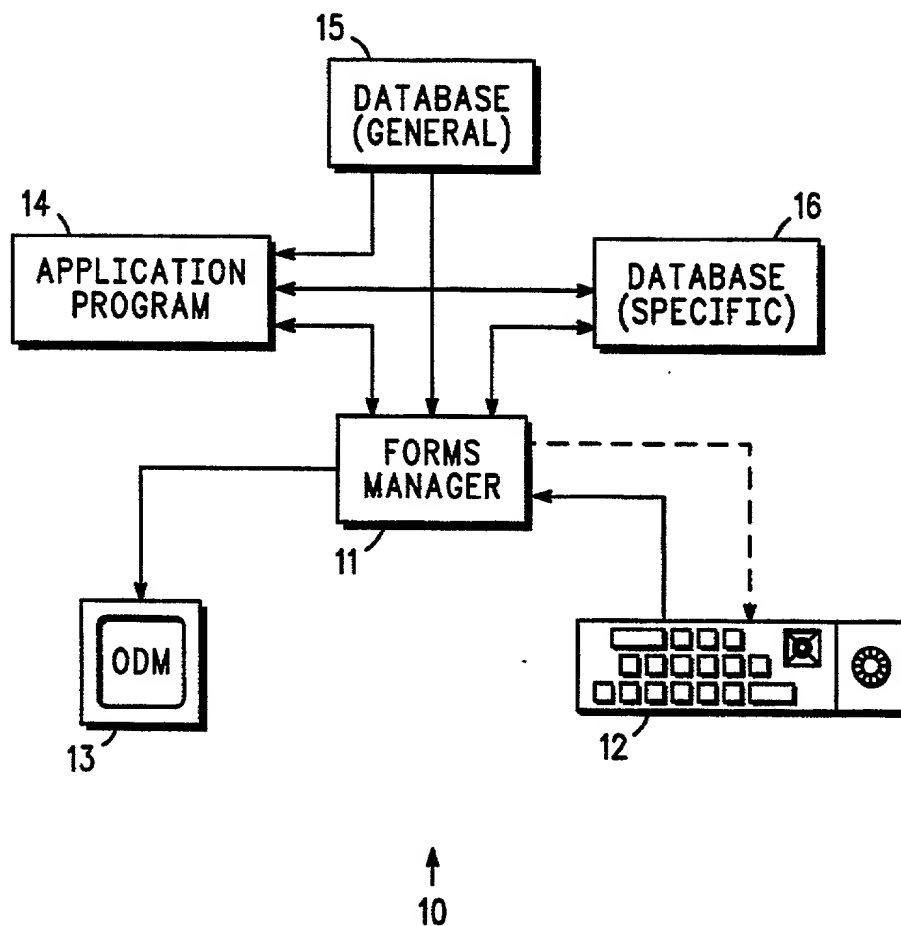 15
DATABASE
(GENERAL)
14
APPLICATION
PROGRAM
16
DATABASE
(SPECIFIC)
FORMS
MANAGER
11
ODM
13
12
10